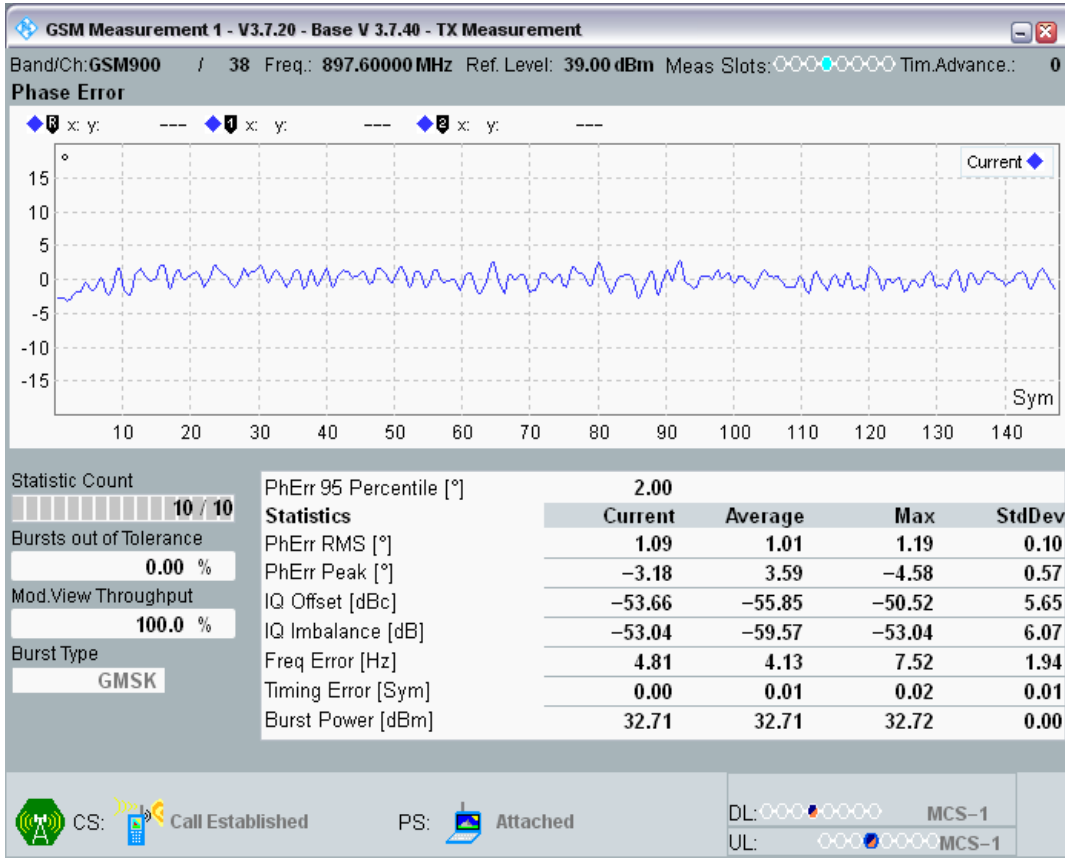 GSM Measurement 1 - V3.7.20 - Base V 3.7.40 - TX Measurement
Band/Ch:GSM900 / 38 Freq.: 897.60000 MHz Ref. Level: 39.00 dBm Meas Slots: Tim.Advance.: 0
Phase Error
R x: y: --- 1 x: y: --- 2 x: y: ---
°
Current
15
10
5
0
-5
-10
-15
Sym
10 20 30 40 50 60 70 80 90 100 110 120 130 140
Statistic Count
10 / 10
Bursts out of Tolerance
0.00 %
Mod.View Throughput
100.0 %
Burst Type
GMSK
PhErr 95 Percentile [°] 2.00
Statistics Current Average Max StdDev
PhErr RMS [°] 1.09 1.01 1.19 0.10
PhErr Peak [°] −3.18 3.59 −4.58 0.57
IQ Offset [dBc] −53.66 −55.85 −50.52 5.65
IQ Imbalance [dB] −53.04 −59.57 −53.04 6.07
Freq Error [Hz] 4.81 4.13 7.52 1.94
Timing Error [Sym] 0.00 0.01 0.02 0.01
Burst Power [dBm] 32.71 32.71 32.72 0.00
CS: Call Established PS: Attached
DL: MCS−1
UL: MCS−1